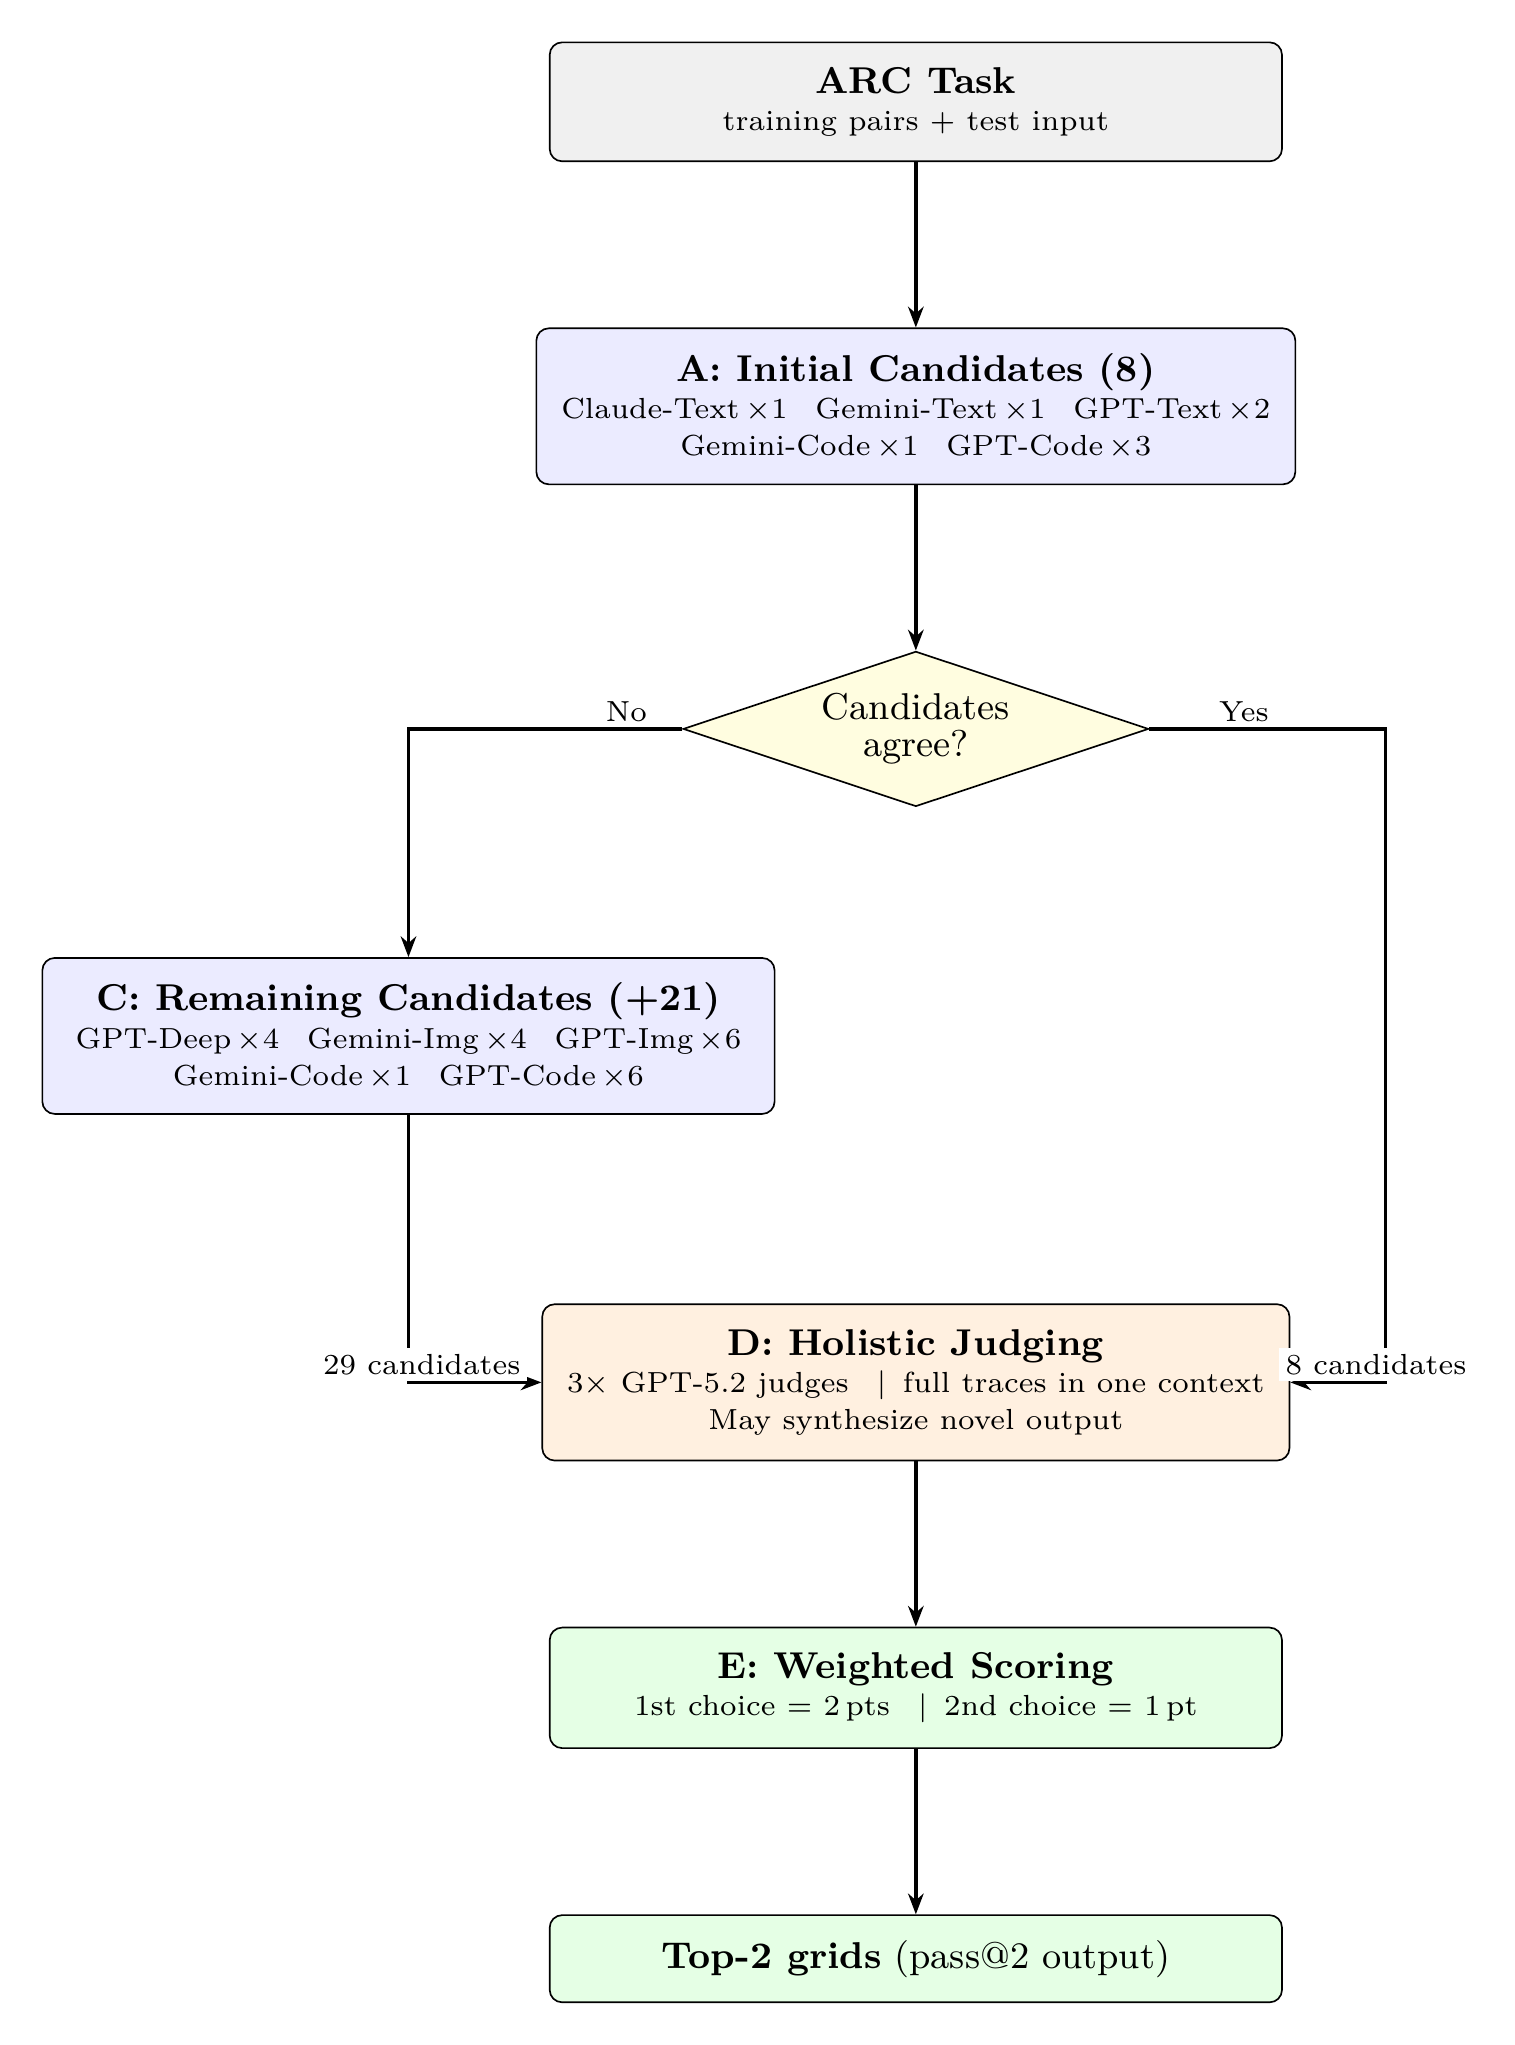 ARC Task
training pairs + test input
A: Initial Candidates (8)
Claude-Text ×1 Gemini-Text ×1 GPT-Text ×2
Gemini-Code ×1 GPT-Code ×3
Candidates
agree?
No
Yes
C: Remaining Candidates (+21)
GPT-Deep ×4 Gemini-Img ×4 GPT-Img ×6
Gemini-Code ×1 GPT-Code ×6
29 candidates
8 candidates
D: Holistic Judging
3× GPT-5.2 judges | full traces in one context
May synthesize novel output
E: Weighted Scoring
1st choice = 2 pts | 2nd choice = 1 pt
Top-2 grids (pass@2 output)